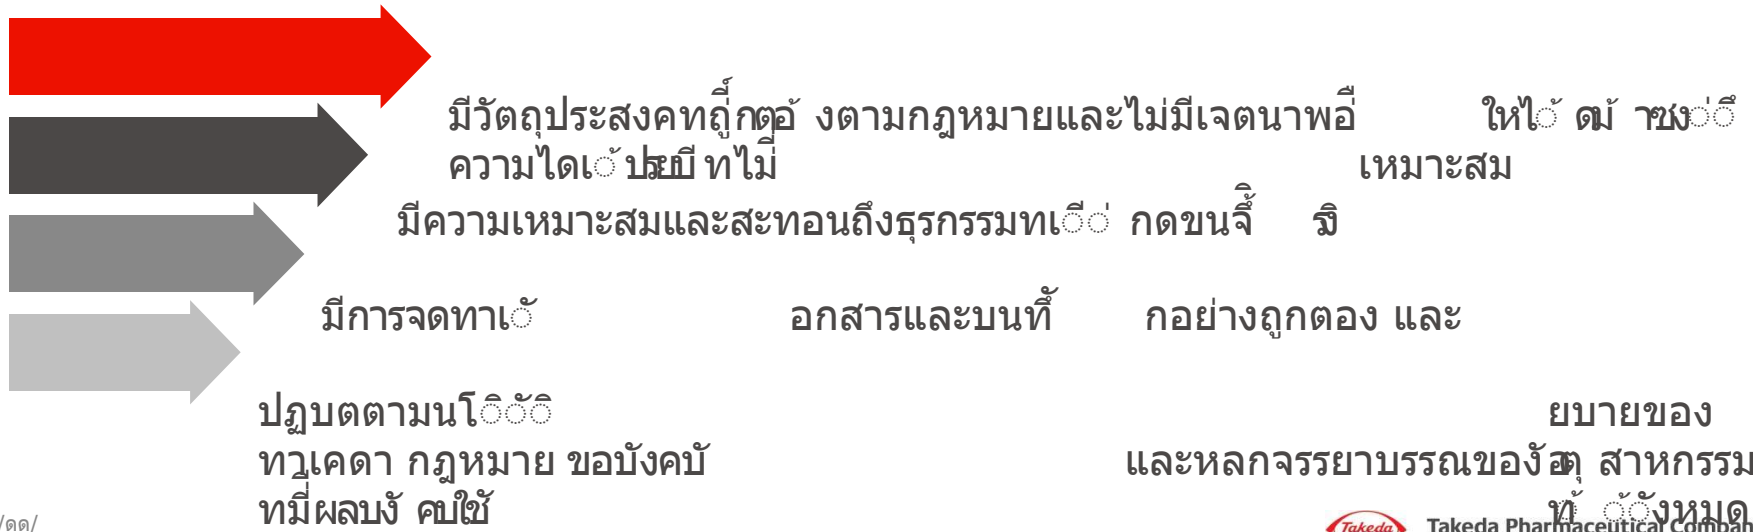 มีวัตถุประสงค์ที่ถูกต้องตามกฎหมายและไม่มีเจตนาเพื่อ ให้ได้มาซึ่ง
ความได้เปรียบที่ไม่ เหมาะสม
มีความเหมาะสมและสะทอนถึงธุรกรรมที่เกิดขึ้นจริง
มีการจัดทำเอกสารและบันทึกอย่างถูกตอง และ
ปฏิบัติตามนโยบายของ
ทาเคดา กฎหมาย ขอบังคับ และหลักจรรยาบรรณของอุตสาหกรรม
ที่มีผลบังคับใช้ ทั้งหมด
/ดด/
Takeda Takeda Pharmaceutical